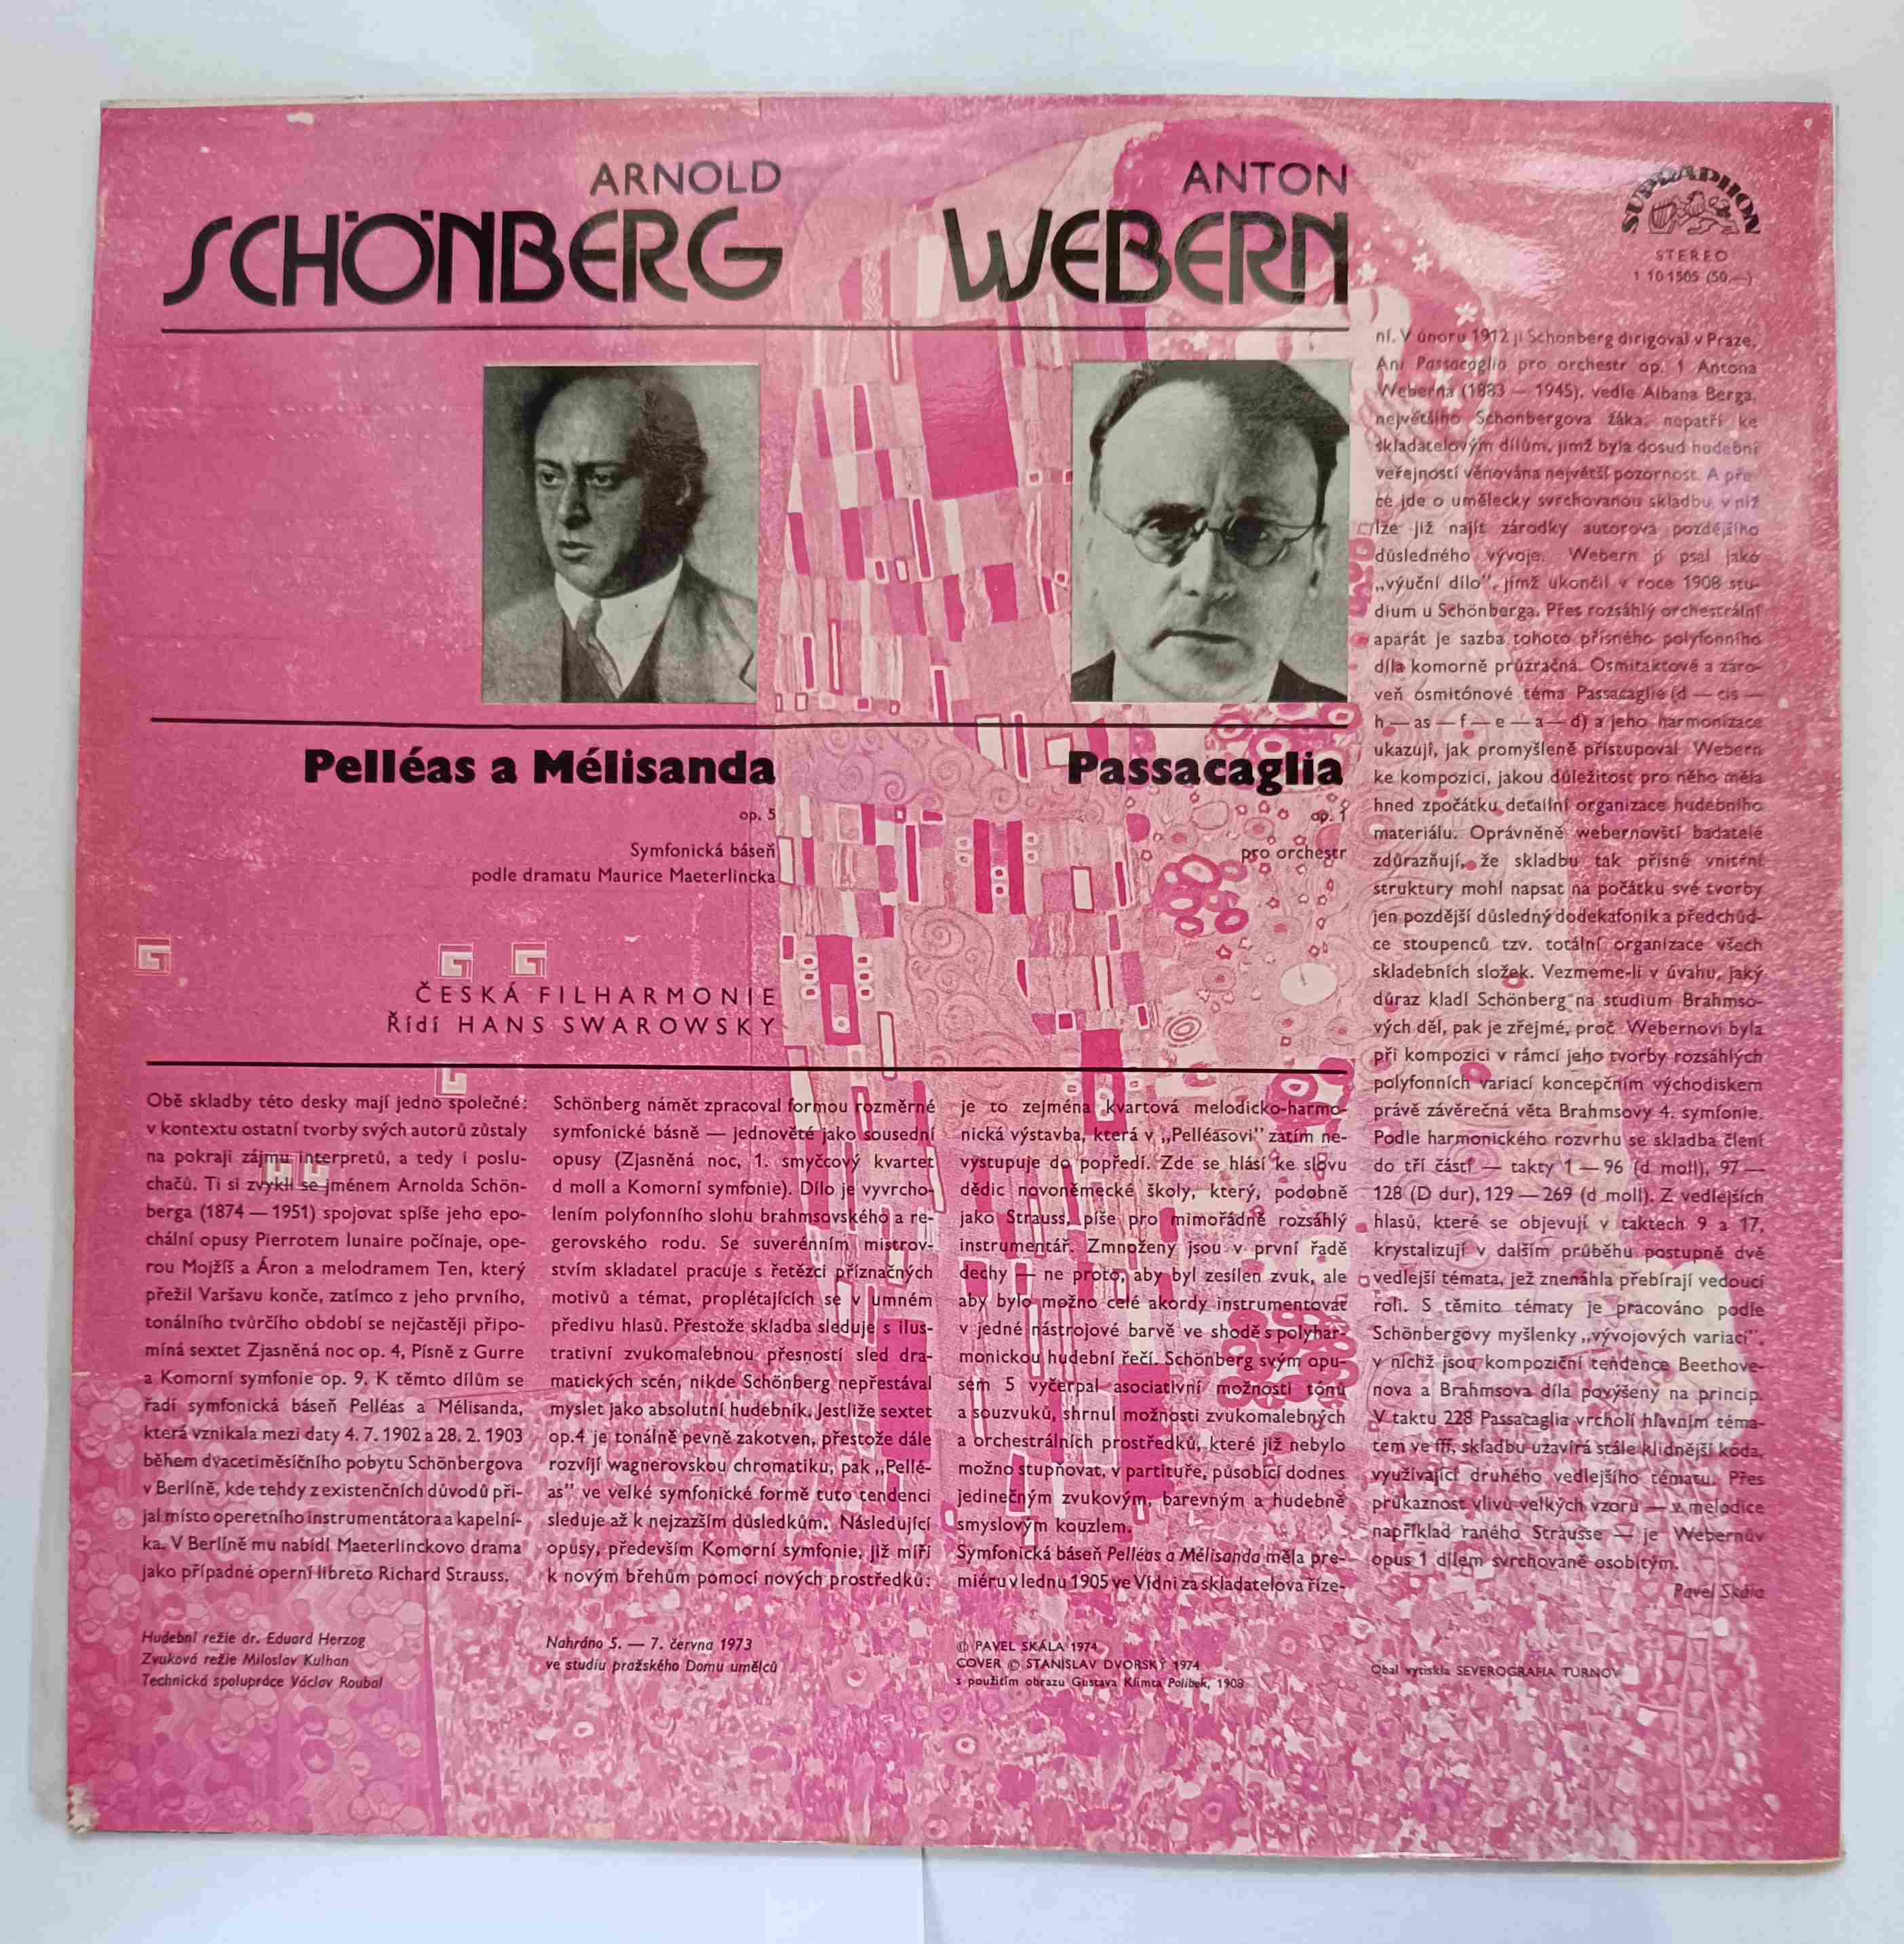 ARNOLD
SCHÖNBERG
ANTON
WEBERN
SUPRAPHON
STEREO
1 10 1505 (50,—)
Pelléas a Mélisanda
op. 5
Symfonická báseň
podle dramatu Maurice Maeterlincka
Passacaglia
op. 1
pro orchestr
ČESKÁ FILHARMONIE
Řídí HANS SWAROWSKY
Obě skladby této desky mají jedno společné:
v kontextu ostatní tvorby svých autorů zůstaly
na pokraji zájmu interpretů, a tedy i poslu-
chačů. Ti si zvykli se jménem Arnolda Schön-
berga (1874 — 1951) spojovat spíše jeho epo-
chální opusy Pierrotem lunaire počínaje, ope-
rou Mojžíš a Áron a melodramem Ten, který
přežil Varšavu konče, zatímco z jeho prvního,
tonálního tvůrčího období se nejčastěji připo-
míná sextet Zjasněná noc op. 4, Písně z Gurre
a Komorní symfonie op. 9. K těmto dílům se
řadí symfonická báseň Pelléas a Mélisanda,
která vznikala mezi daty 4. 7. 1902 a 28. 2. 1903
během dvacetiměsíčního pobytu Schönbergova
v Berlíně, kde tehdy z existenčních důvodů při-
jal místo operetního instrumentátora a kapelní-
ka. V Berlíně mu nabídl Maeterlinckovo drama
jako případné operní libreto Richard Strauss.
Schönberg námět zpracoval formou rozměrné
symfonické básně — jednověté jako sousední
opusy (Zjasněná noc, 1. smyčcový kvartet
d moll a Komorní symfonie). Dílo je vyvrcho-
lením polyfonního slohu brahmsovského a re-
gerovského rodu. Se suverénním mistrov-
stvím skladatel pracuje s řetězci příznačných
motivů a témat, proplétajících se v umném
předivu hlasů. Přestože skladba sleduje s ilus-
trativní zvukomalebnou přesností sled dra-
matických scén, nikde Schönberg nepřestával
myslet jako absolutní hudebník. Jestliže sextet
op.4 je tonálně pevně zakotven, přestože dále
rozvíjí wagnerovskou chromatiku, pak „Pellé-
as” ve velké symfonické formě tuto tendenci
sleduje až k nejzazším důsledkům. Následující
opusy, především Komorní symfonie, již míří
k novým břehům pomocí nových prostředků:
je to zejména kvartová melodicko-harmo-
nická výstavba, která v „Pelléasovi” zatím ne-
vystupuje do popředí. Zde se hlásí ke slovu
dědic novoněmecké školy, který, podobně
jako Strauss, píše pro mimořádně rozsáhlý
instrumentář. Zmnoženy jsou v první řadě
dechy — ne proto, aby byl zesílen zvuk, ale
aby bylo možno celé akordy instrumentovat
v jedné nástrojové barvě ve shodě s polyhar-
monickou hudební řečí. Schönberg svým opu-
sem 5 vyčerpal asociativní možnosti tónů
a souzvuků, shrnul možnosti zvukomalebných
a orchestrálních prostředků, které již nebylo
možno stupňovat, v partituře, působící dodnes
jedinečným zvukovým, barevným a hudebně
smyslovým kouzlem.
Symfonická báseň Pelléas a Mélisanda měla pre-
miéru v lednu 1905 ve Vídni za skladatelova říze-
ní. V únoru 1912 ji Schönberg dirigoval v Praze.
Ani Passacaglia pro orchestr op. 1 Antona
Weberna (1883 — 1945), vedle Albana Berga,
největšího Schönbergova žáka, nepatří ke
skladatelovým dílům, jimž byla dosud hudební
veřejností věnována největší pozornost. A pře-
ce jde o umělecky svrchovanou skladbu, v níž
lze již najít zárodky autorova pozdějšího
důsledného vývoje. Webern ji psal jako
„výuční dílo”, jímž ukončil v roce 1908 stu-
dium u Schönberga. Přes rozsáhlý orchestrální
aparát je sazba tohoto přísného polyfonního
díla komorně průzračná. Osmitaktové a záro-
veň osmitónové téma Passacaglie (d — cis —
h — as — f — e — a — d) a jeho harmonizace
ukazují, jak promyšleně přistupoval Webern
ke kompozici, jakou důležitost pro něho měla
hned zpočátku detailní organizace hudebního
materiálu. Oprávněně webernovští badatelé
zdůrazňují, že skladbu tak přísné vnitřní
struktury mohl napsat na počátku své tvorby
jen pozdější důsledný dodekafonik a předchůd-
ce stoupenců tzv. totální organizace všech
skladebních složek. Vezmeme-li v úvahu, jaký
důraz kladl Schönberg na studium Brahmso-
vých děl, pak je zřejmé, proč Webernovi byla
při kompozici v rámci jeho tvorby rozsáhlých
polyfonních variací koncepčním východiskem
právě závěrečná věta Brahmsovy 4. symfonie.
Podle harmonického rozvrhu se skladba člení
do tří částí — takty 1 — 96 (d moll), 97 —
128 (D dur), 129 — 269 (d moll). Z vedlejších
hlasů, které se objevují v taktech 9 a 17,
krystalizují v dalším průběhu postupně dvě
vedlejší témata, jež znenáhla přebírají vedoucí
roli. S těmito tématy je pracováno podle
Schönbergovy myšlenky „vývojových variací”,
v nichž jsou kompoziční tendence Beethove-
nova a Brahmsova díla povýšeny na princip.
V taktu 228 Passacaglia vrcholí hlavním téma-
tem ve fff, skladbu uzavírá stále klidnější kóda,
využívající druhého vedlejšího tématu. Přes
průkaznost vlivů velkých vzorů — v melodice
například raného Strausse — je Webernův
opus 1 dílem svrchovaně osobitým.
Pavel Skála
Hudební režie dr. Eduard Herzog
Zvuková režie Miloslav Kulhan
Technická spolupráce Václav Roubal
Nahráno 5. — 7. června 1973
ve studiu pražského Domu umělců
Ⓟ PAVEL SKÁLA 1974
COVER © STANISLAV DVORSKÝ 1974
s použitím obrazu Gustava Klimta Polibek, 1908
Obal vytiskla SEVEROGRAFIA TURNOV